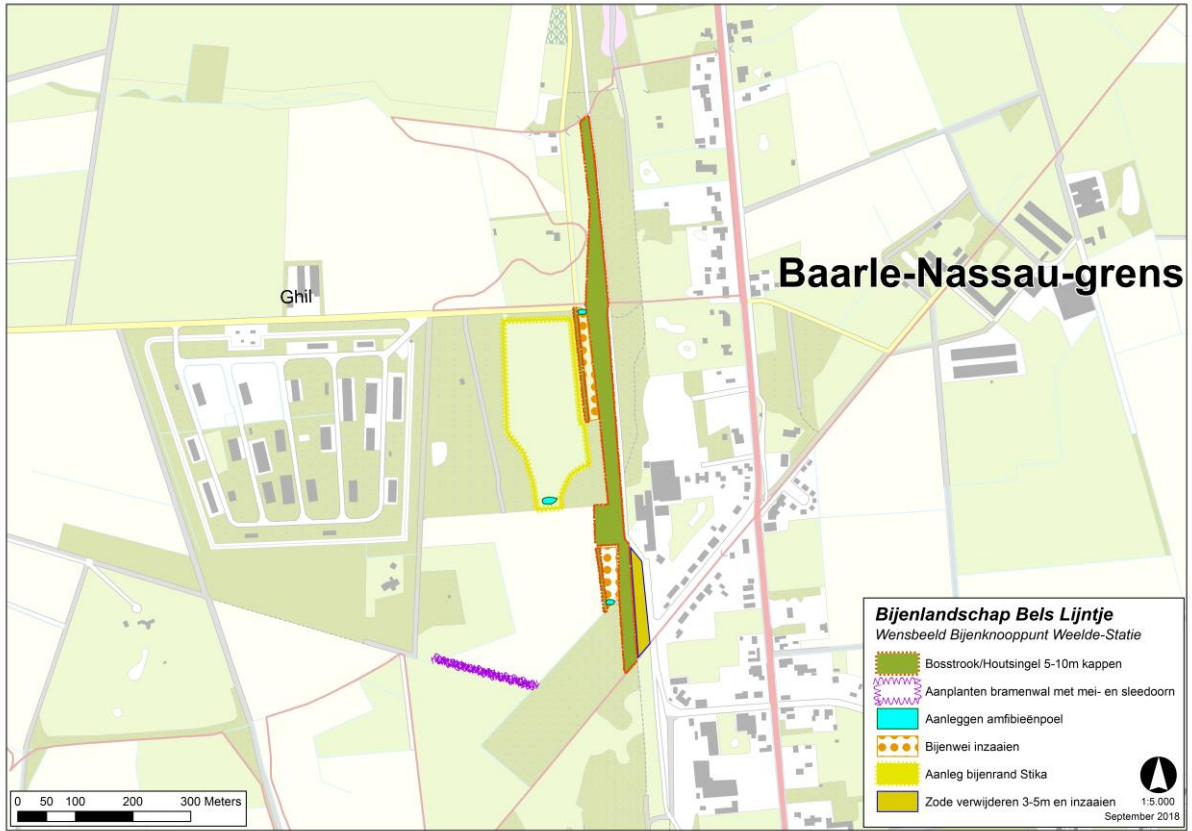 Baarle-Nassau-grens
Ghil
Bijenlandschap Bels Lijntje
Wensbeeld Bijenknooppunt Weelde-Statie
Bosstrook/Houtsingel 5-10m kappen
Aanplanten bramenwal met mei- en sleedoorn
Aanleggen amfibieënpoel
Bijenwei inzaaien
Aanleg bijenrand Stika
Zode verwijderen 3-5m en inzaaien
1:5.000
September 2018
0 50 100 200 300 Meters